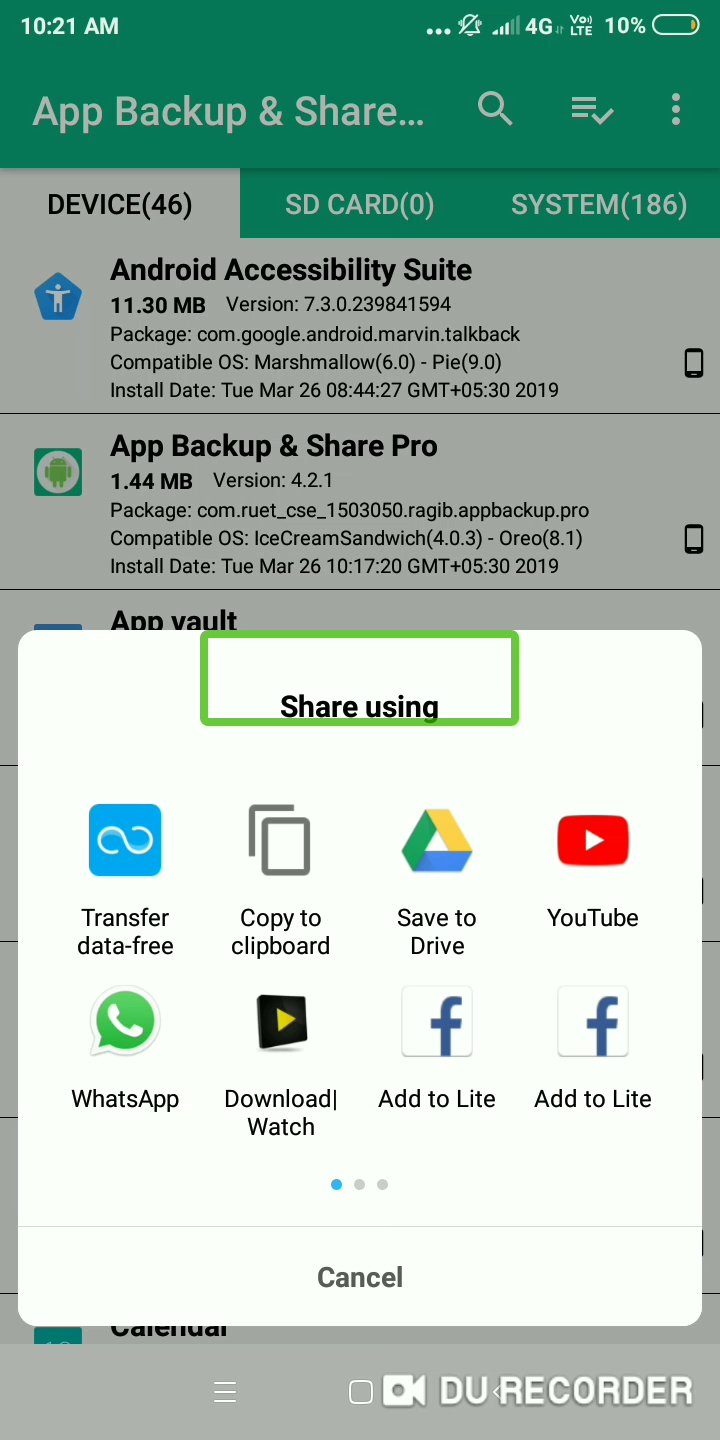 10:21 AM
4G Vo) LTE 10%
App Backup & Share...
DEVICE(46) SD CARD(0) SYSTEM(186)
Android Accessibility Suite
11.30 MB Version: 7.3.0.239841594
Package: com.google.android.marvin.talkback
Compatible OS: Marshmallow(6.0) - Pie(9.0)
Install Date: Tue Mar 26 08:44:27 GMT+05:30 2019
App Backup & Share Pro
1.44 MB Version: 4.2.1
Package: com.ruet_cse_1503050.ragib.appbackup.pro
Compatible OS: IceCreamSandwich(4.0.3) - Oreo(8.1)
Install Date: Tue Mar 26 10:17:20 GMT+05:30 2019
App vault
Share using
Transfer data-free
Copy to clipboard
Save to Drive
YouTube
WhatsApp
Download| Watch
Add to Lite
Add to Lite
Cancel
Calendar
DU RECORDER